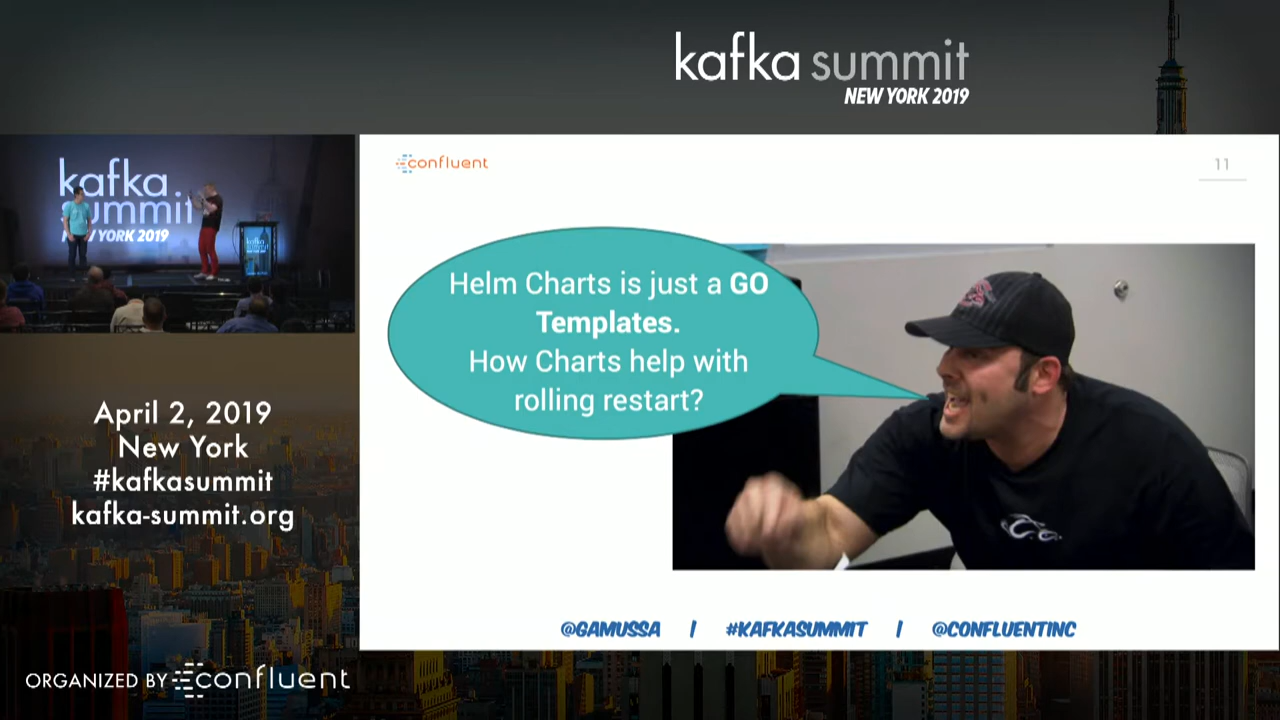 kafka summit
NEW YORK 2019
kafka
summit
NEW YORK 2019
confluent
11
Helm Charts is just a GO
Templates.
How Charts help with
rolling restart?
April 2, 2019
New York
#kafkasummit
kafka-summit.org
@GAMUSSA | #KAFKASUMMIT | @CONFLUENTINC
ORGANIZED BY confluent